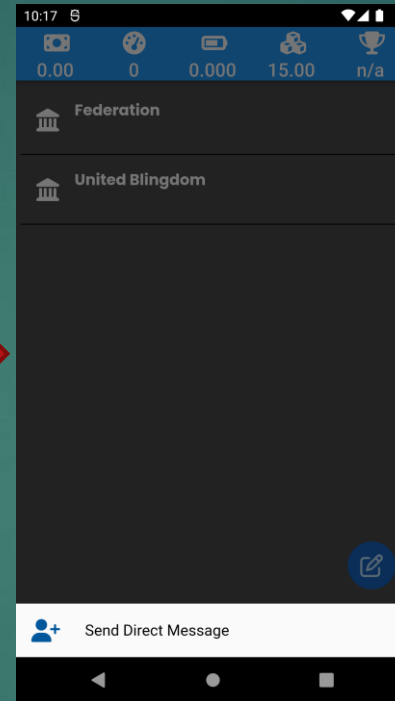 10:17
0.00 0 0.000 15.00 n/a
Federation
United Blingdom
Send Direct Message